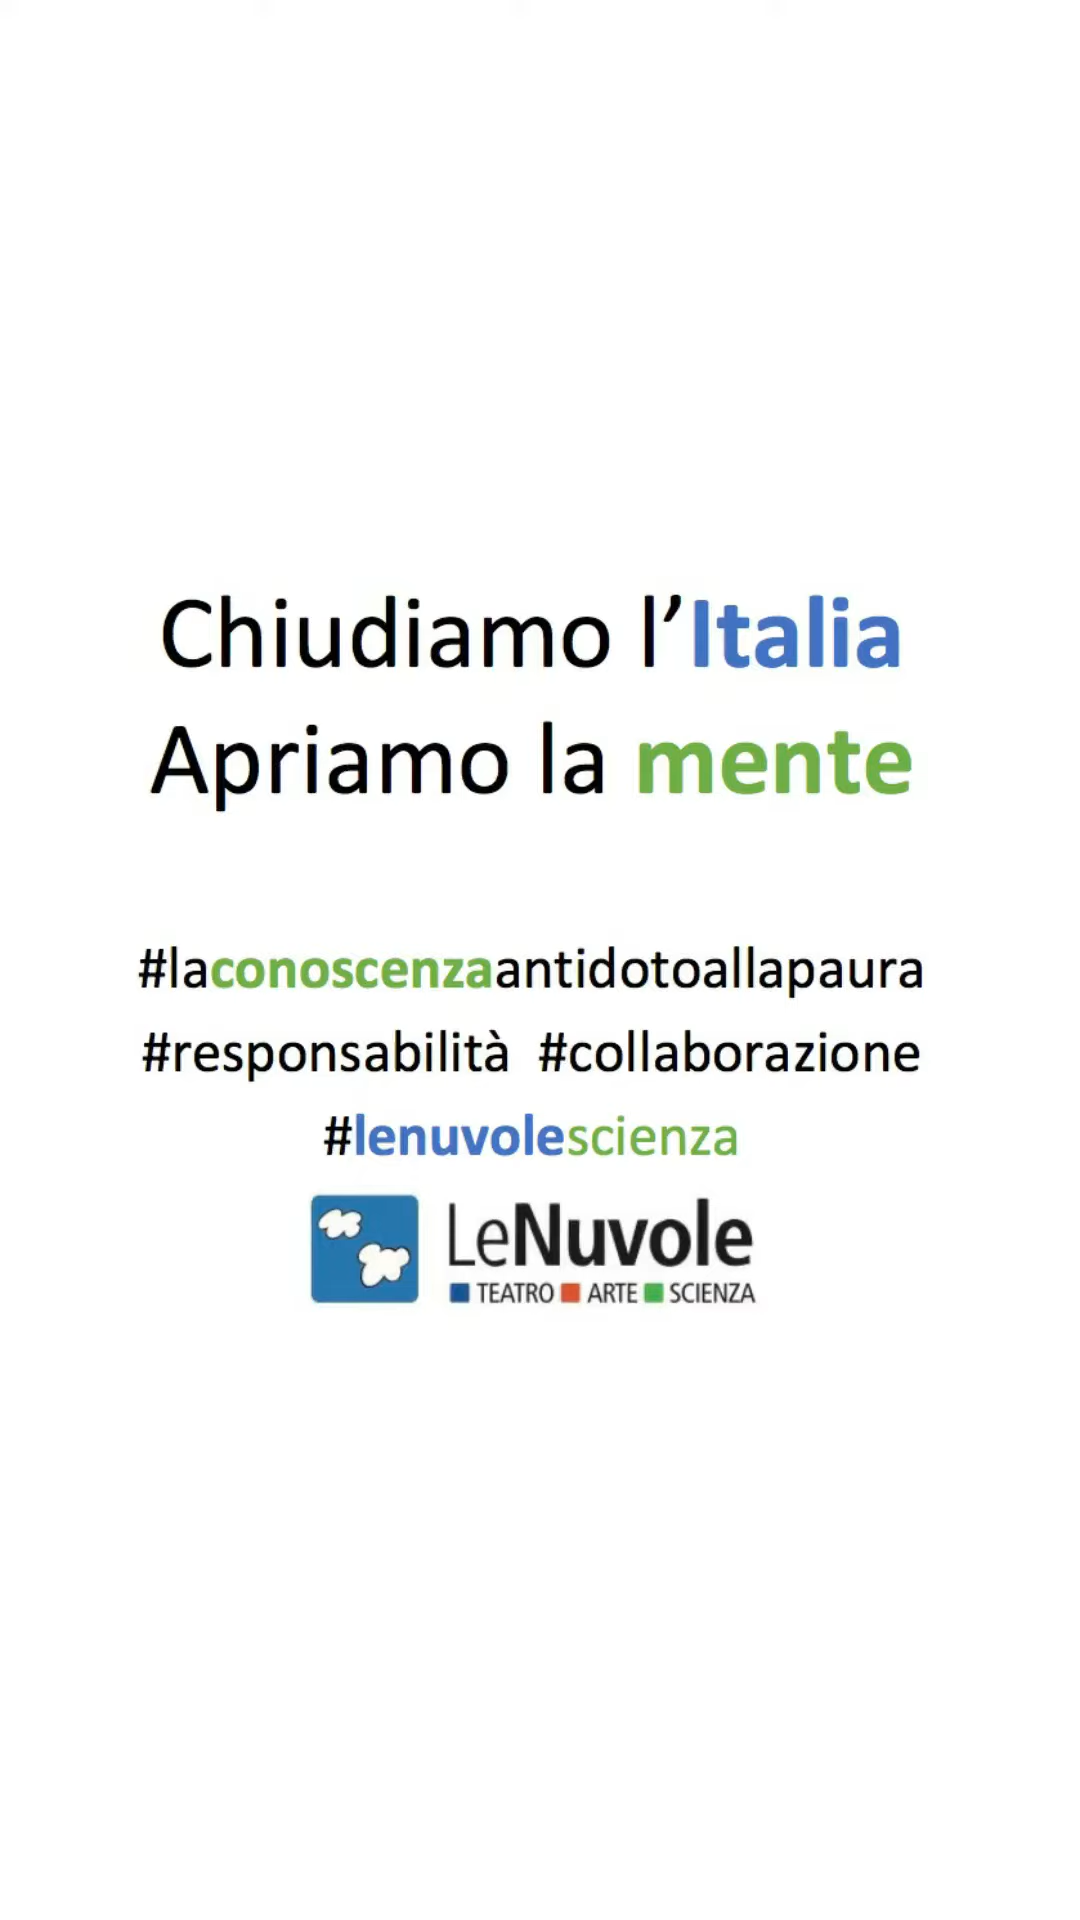 Chiudiamo l’Italia
Apriamo la mente
#laconoscenzaantidotoallapaura
#responsabilità #collaborazione
#lenuvolescienza
LeNuvole
TEATRO ARTE SCIENZA